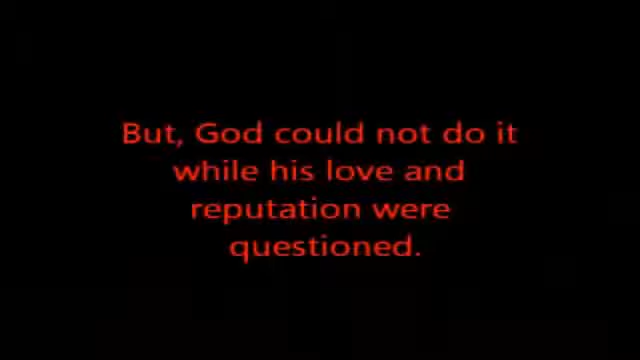 But, God could not do it
while his love and
reputation were
questioned.